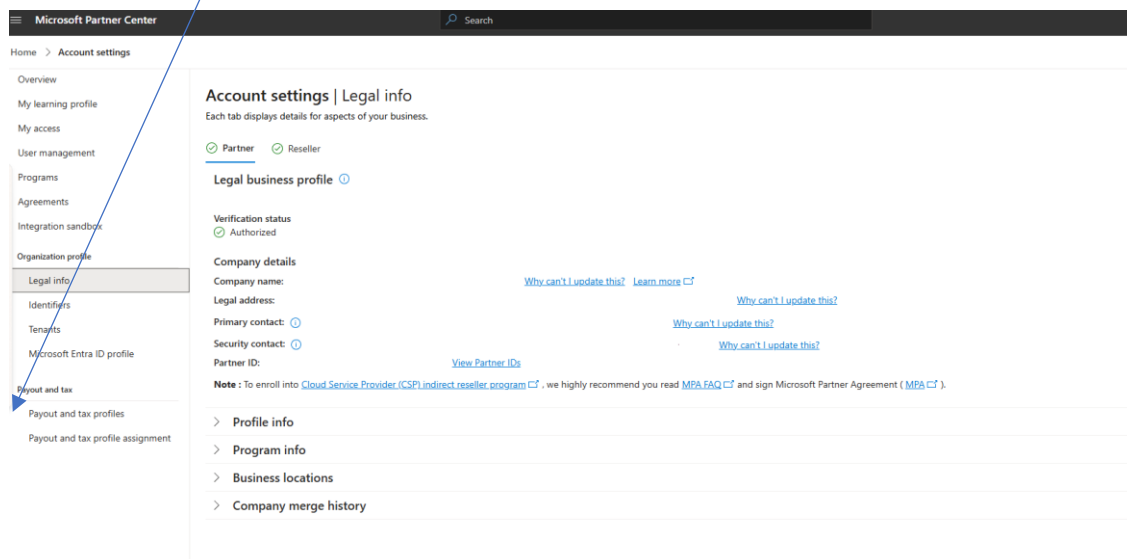 Microsoft Partner Center
Search
Home > Account settings
Overview
My learning profile
My access
User management
Programs
Agreements
Integration sandbox
Organization profile
Legal info
Identifiers
Tenants
Microsoft Entra ID profile
Payout and tax
Payout and tax profiles
Payout and tax profile assignment
Account settings | Legal info
Each tab displays details for aspects of your business.
Partner Reseller
Legal business profile
Verification status
Authorized
Company details
Company name: Why can't I update this? Learn more
Legal address: Why can't I update this?
Primary contact: Why can't I update this?
Security contact: Why can't I update this?
Partner ID: View Partner IDs
Note : To enroll into Cloud Service Provider (CSP) indirect reseller program , we highly recommend you read MPA FAQ and sign Microsoft Partner Agreement ( MPA ).
Profile info
Program info
Business locations
Company merge history